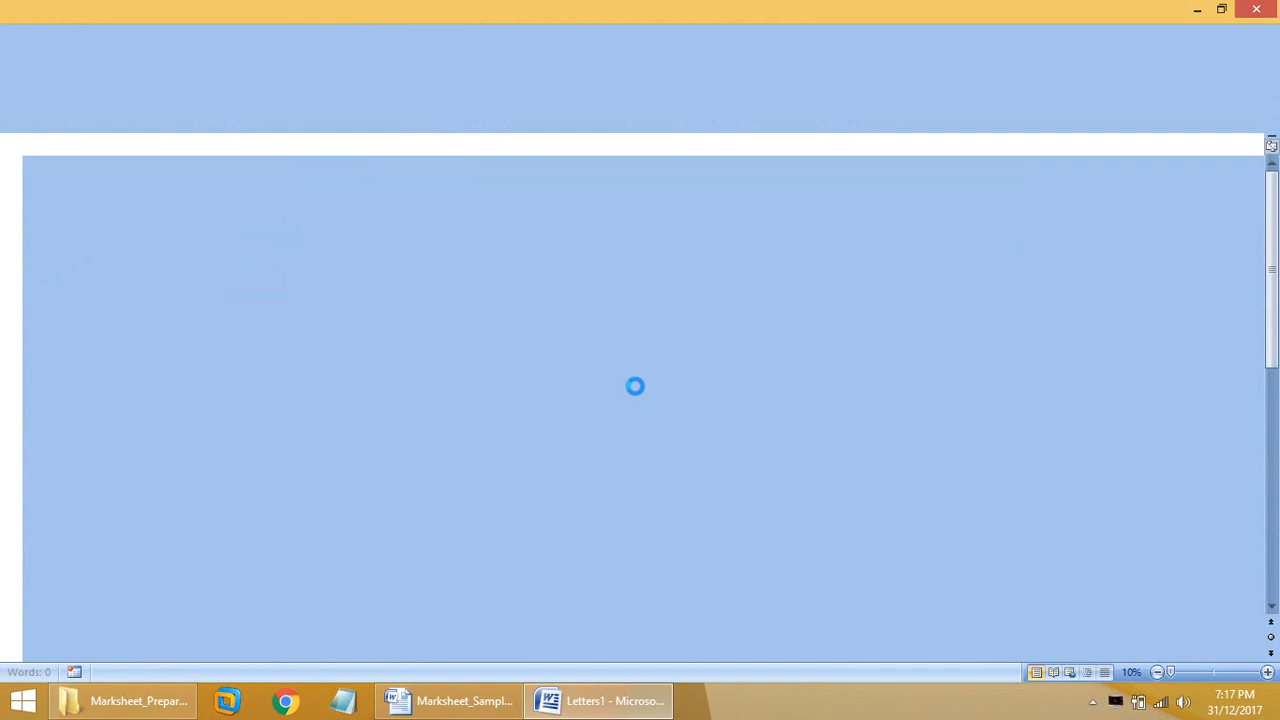 Words: 0
10%
Marksheet_Prepar...
Marksheet_Sampl...
Letters1 - Microso...
7:17 PM
31/12/2017